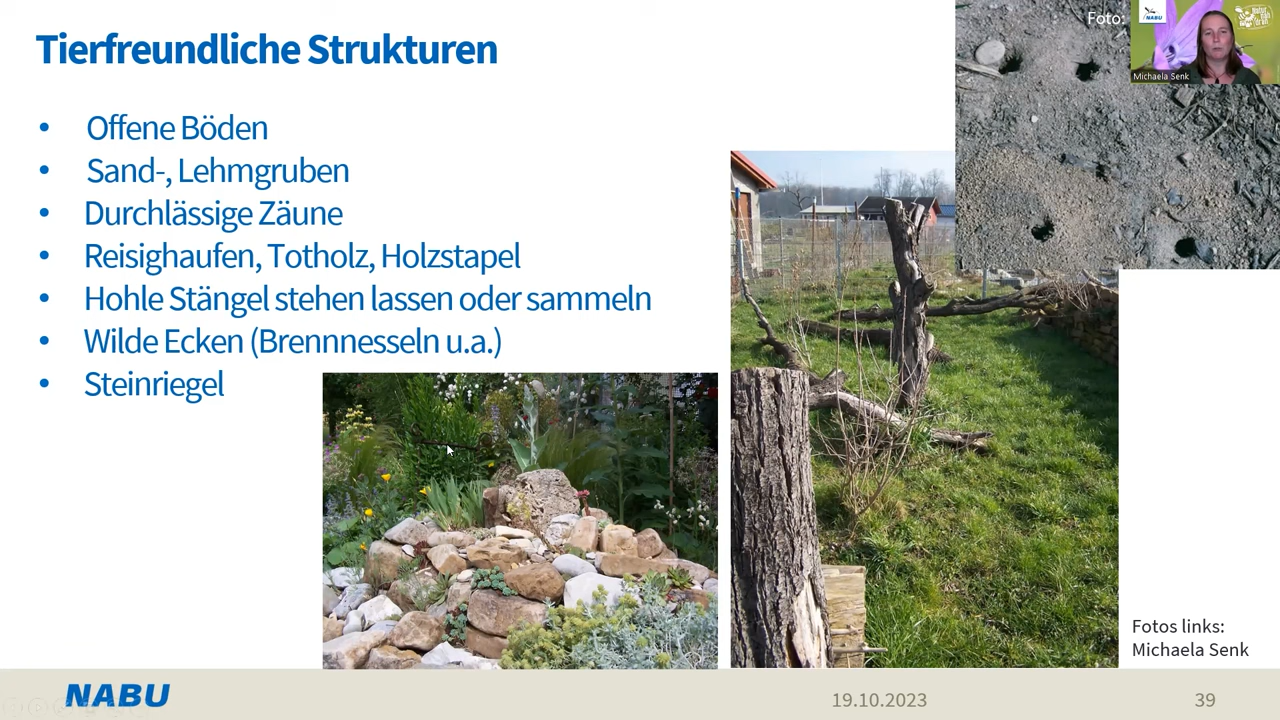 Tierfreundliche Strukturen
• Offene Böden
• Sand-, Lehmgruben
• Durchlässige Zäune
• Reisighaufen, Totholz, Holzstapel
• Hohle Stängel stehen lassen oder sammeln
• Wilde Ecken (Brennnesseln u.a.)
• Steinriegel
Foto:
NABU
Michaela Senk
Fotos links:
Michaela Senk
NABU
19.10.2023
39